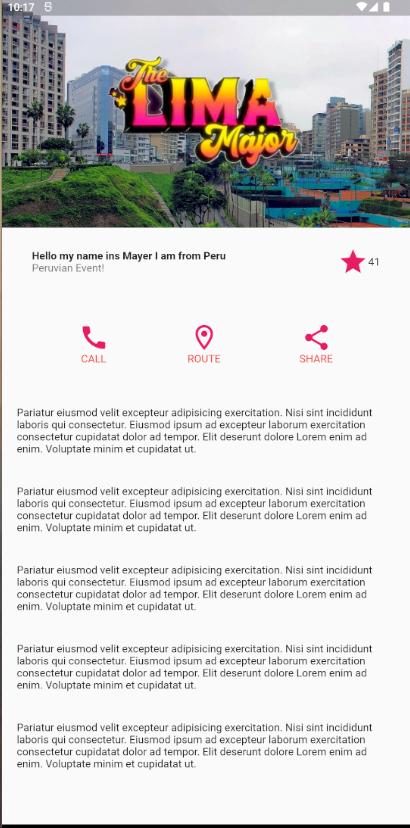 10:17
The
LIMA
Major
Hello my name ins Mayer I am from Peru
Peruvian Event!
41
CALL
ROUTE
SHARE
Pariatur eiusmod velit excepteur adipisicing exercitation. Nisi sint incididunt
laboris qui consectetur. Eiusmod ipsum ad excepteur laborum exercitation
consectetur cupidatat dolor ad tempor. Elit deserunt dolore Lorem enim ad
enim. Voluptate minim et cupidatat ut.
Pariatur eiusmod velit excepteur adipisicing exercitation. Nisi sint incididunt
laboris qui consectetur. Eiusmod ipsum ad excepteur laborum exercitation
consectetur cupidatat dolor ad tempor. Elit deserunt dolore Lorem enim ad
enim. Voluptate minim et cupidatat ut.
Pariatur eiusmod velit excepteur adipisicing exercitation. Nisi sint incididunt
laboris qui consectetur. Eiusmod ipsum ad excepteur laborum exercitation
consectetur cupidatat dolor ad tempor. Elit deserunt dolore Lorem enim ad
enim. Voluptate minim et cupidatat ut.
Pariatur eiusmod velit excepteur adipisicing exercitation. Nisi sint incididunt
laboris qui consectetur. Eiusmod ipsum ad excepteur laborum exercitation
consectetur cupidatat dolor ad tempor. Elit deserunt dolore Lorem enim ad
enim. Voluptate minim et cupidatat ut.
Pariatur eiusmod velit excepteur adipisicing exercitation. Nisi sint incididunt
laboris qui consectetur. Eiusmod ipsum ad excepteur laborum exercitation
consectetur cupidatat dolor ad tempor. Elit deserunt dolore Lorem enim ad
enim. Voluptate minim et cupidatat ut.